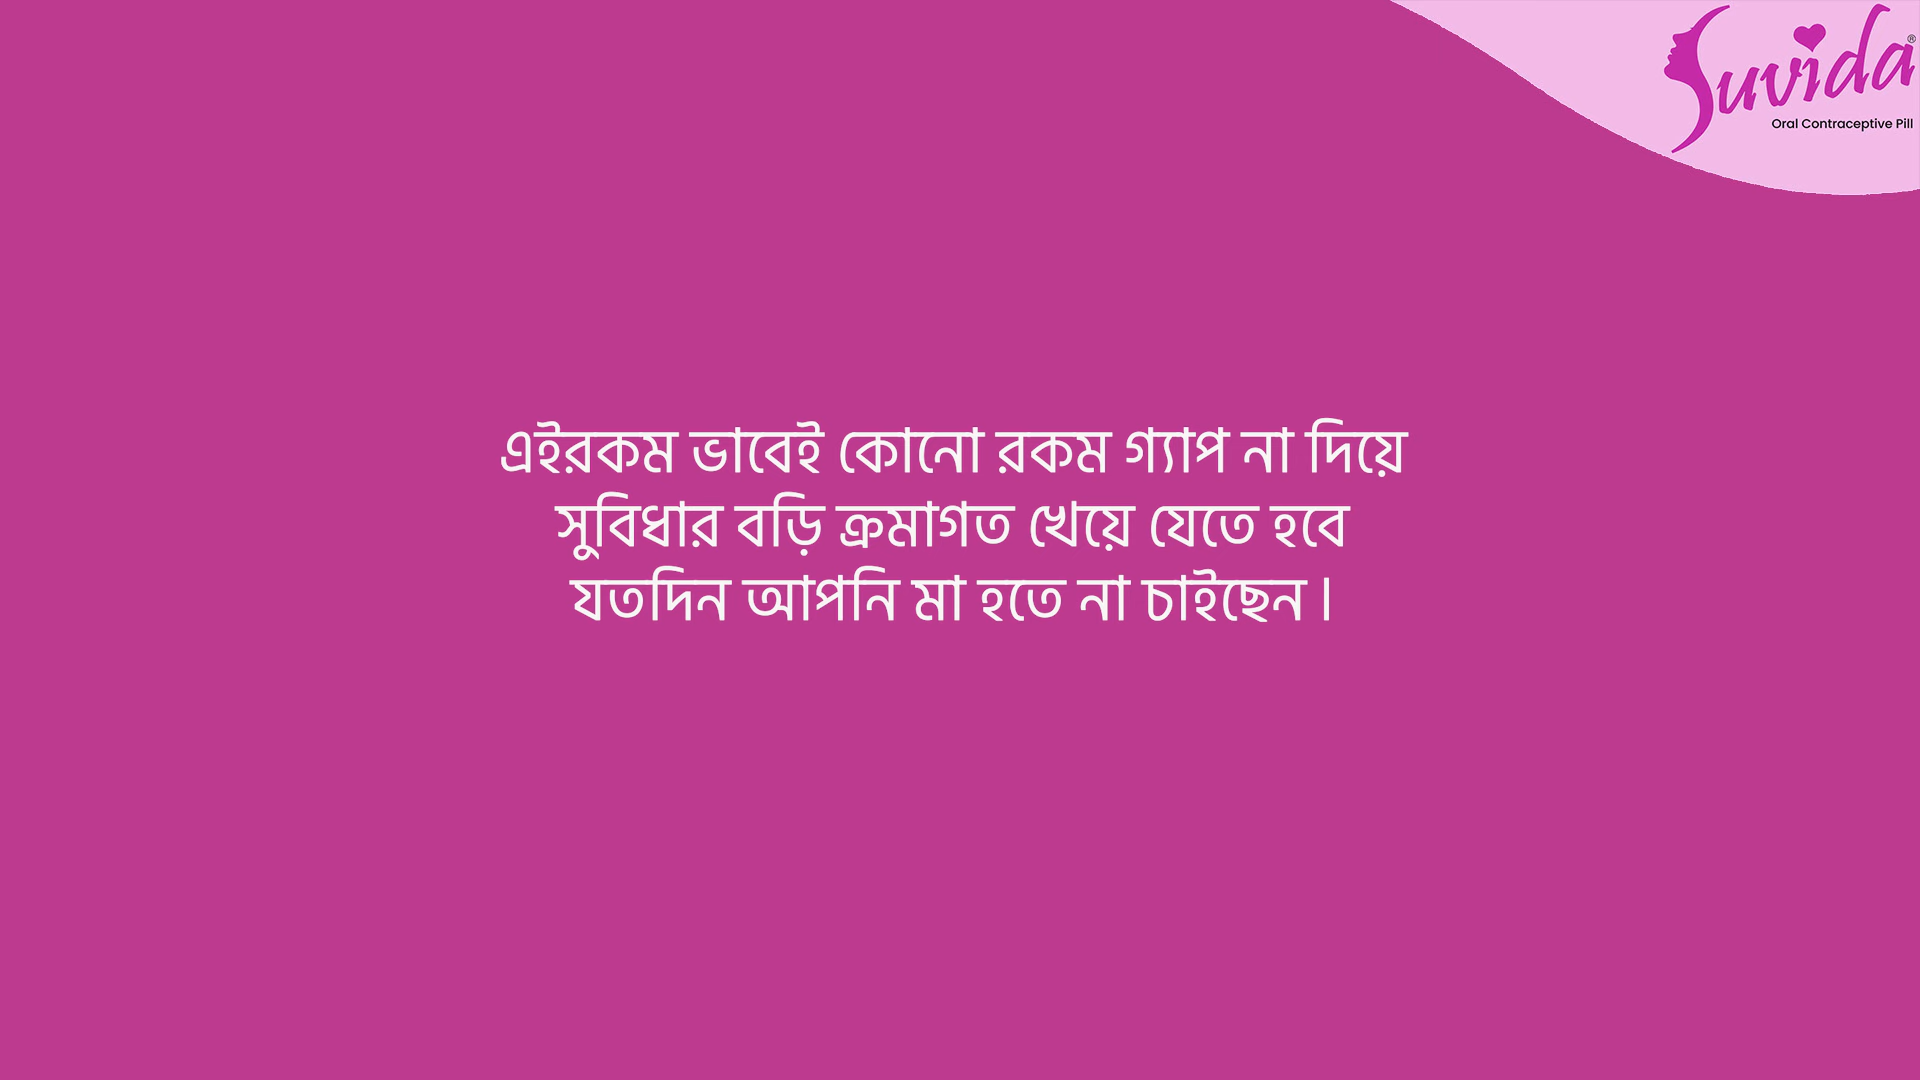 Suvida®
Oral Contraceptive Pill
এইরকম ভাবেই কোনো রকম গ্যাপ না দিয়ে
সুবিধার বড়ি ক্রমাগত খেয়ে যেতে হবে
যতদিন আপনি মা হতে না চাইছেন।